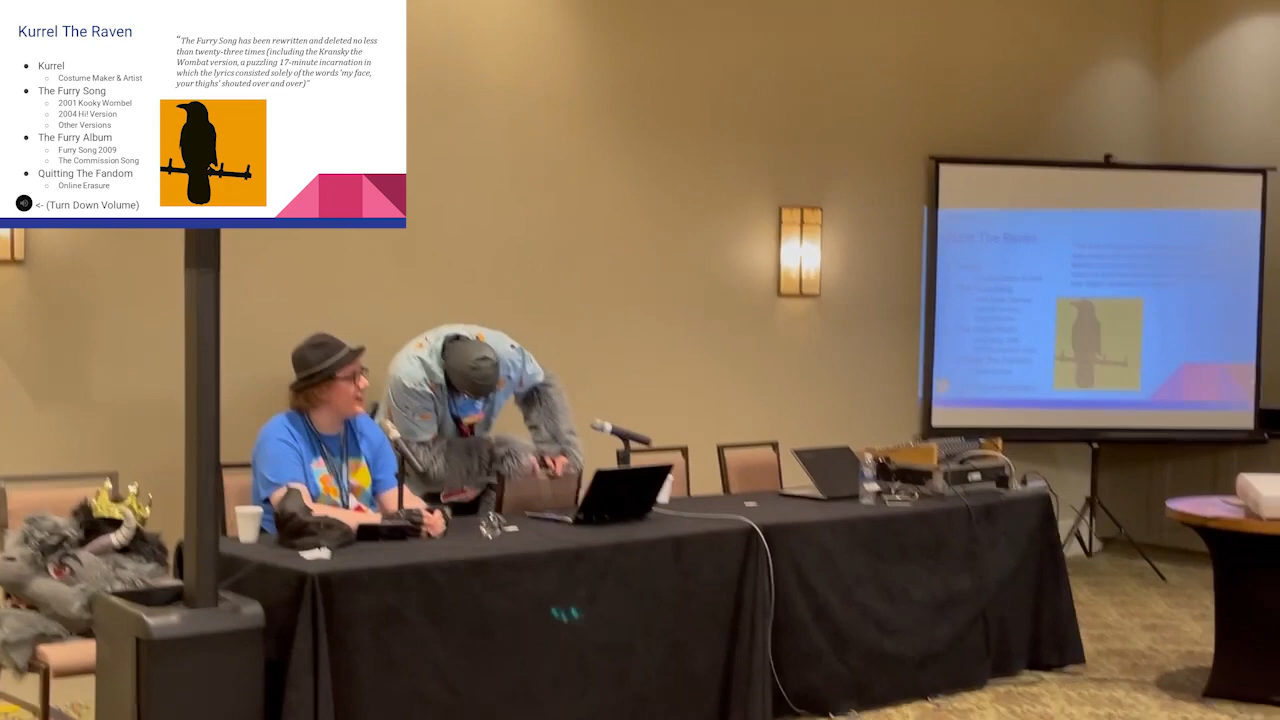 Kurrel The Raven
Kurrel
Costume Maker & Artist
The Furry Song
2001 Kooky Wombel
2004 Hi! Version
Other Versions
The Furry Album
Furry Song 2009
The Commission Song
Quitting The Fandom
Online Erasure
<- (Turn Down Volume)
"The Furry Song has been rewritten and deleted no less
than twenty-three times (including the Kransky the
Wombat version, a puzzling 17-minute incarnation in
which the lyrics consisted solely of the words 'my face,
your thighs' shouted over and over)"